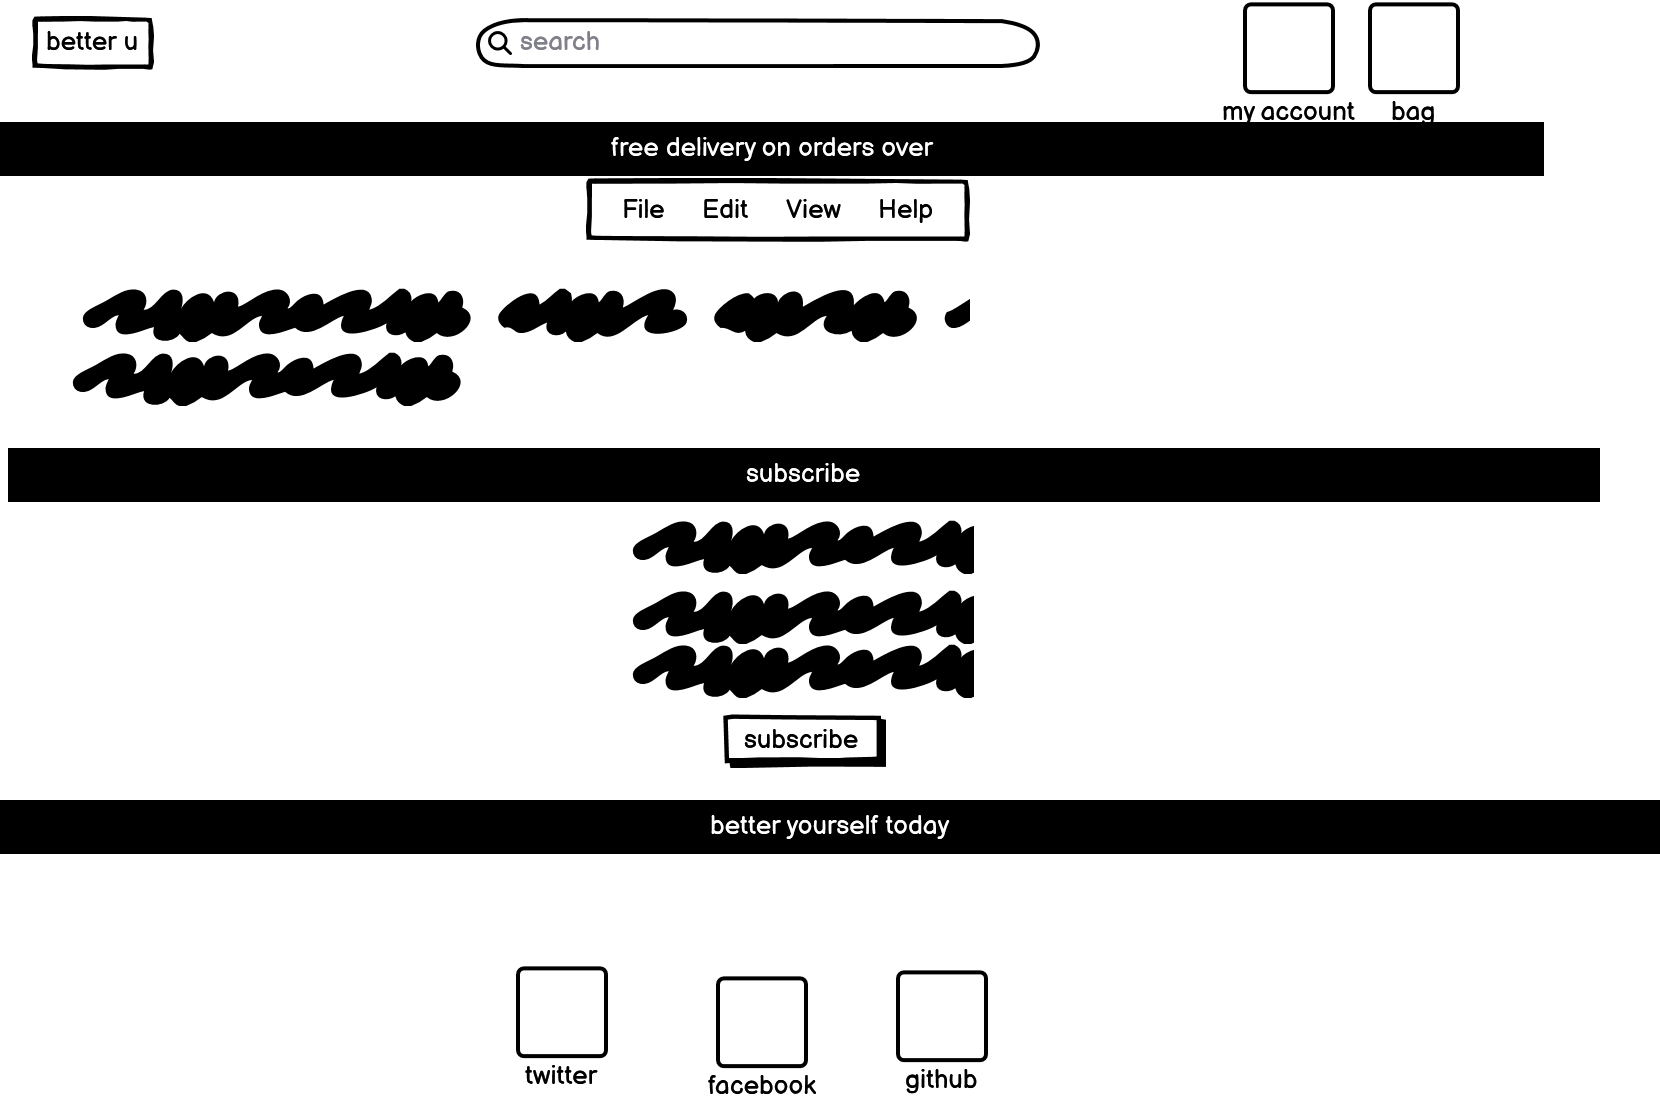 better u
search
my account
bag
free delivery on orders over
File Edit View Help
subscribe
subscribe
better yourself today
twitter
facebook
github